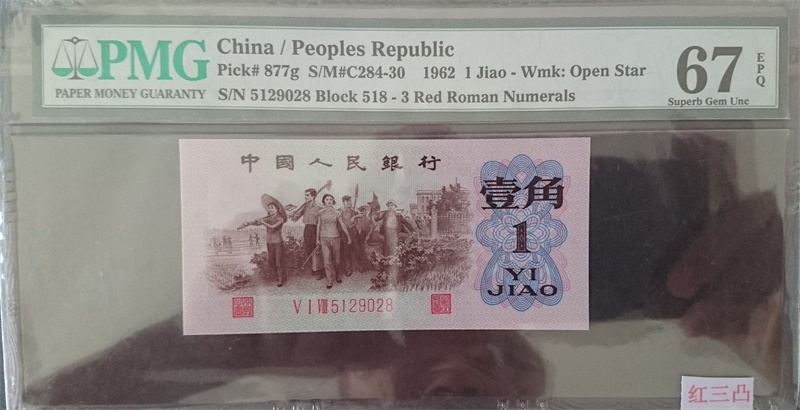 PMG
PAPER MONEY GUARANTY
China / Peoples Republic
Pick# 877g S/M#C284-30 1962 1 Jiao - Wmk: Open Star
S/N 5129028 Block 518 - 3 Red Roman Numerals
67
EPQ
Superb Gem Unc
中國人民銀行
壹角
1
YI
JIAO
V I VIII 5129028
红三凸